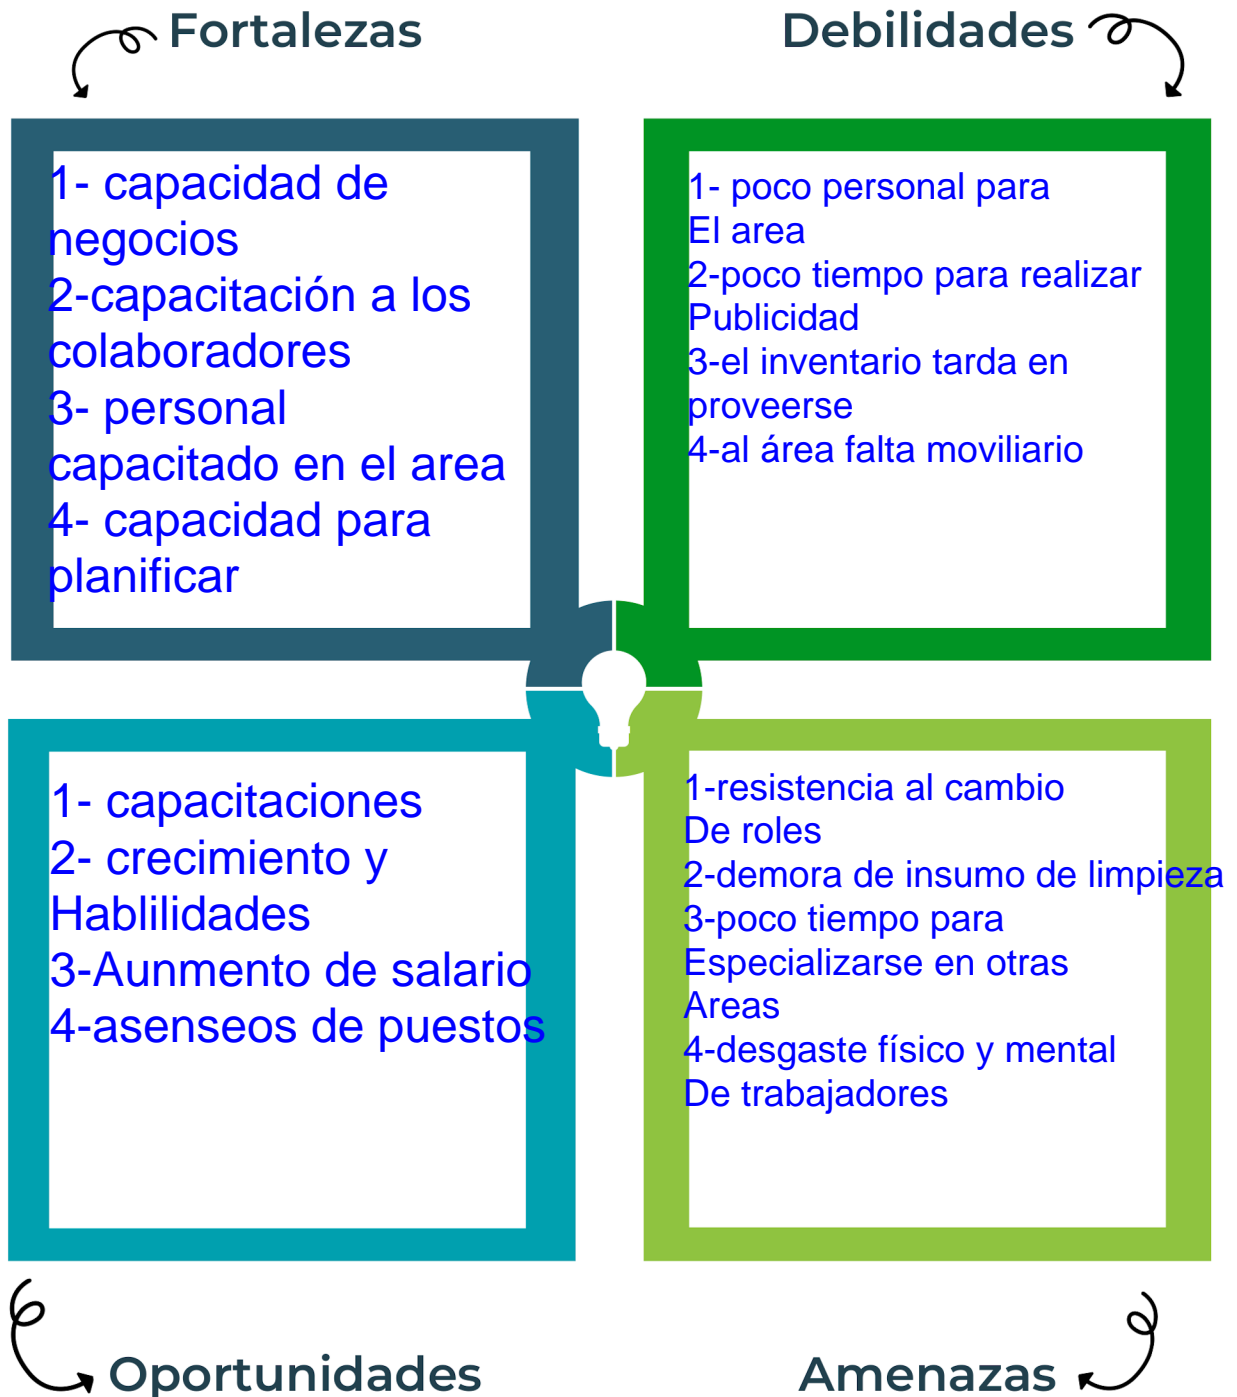 Fortalezas
1- capacidad de
negocios
2-capacitación a los
colaboradores
3- personal
capacitado en el area
4- capacidad para
planificar
Debilidades
1- poco personal para
El area
2-poco tiempo para realizar
Publicidad
3-el inventario tarda en
proveerse
4-al área falta moviliario
1- capacitaciones
2- crecimiento y
Hablilidades
3-Aunmento de salario
4-asenseos de puestos
Oportunidades
1-resistencia al cambio
De roles
2-demora de insumo de limpieza
3-poco tiempo para
Especializarse en otras
Areas
4-desgaste físico y mental
De trabajadores
Amenazas